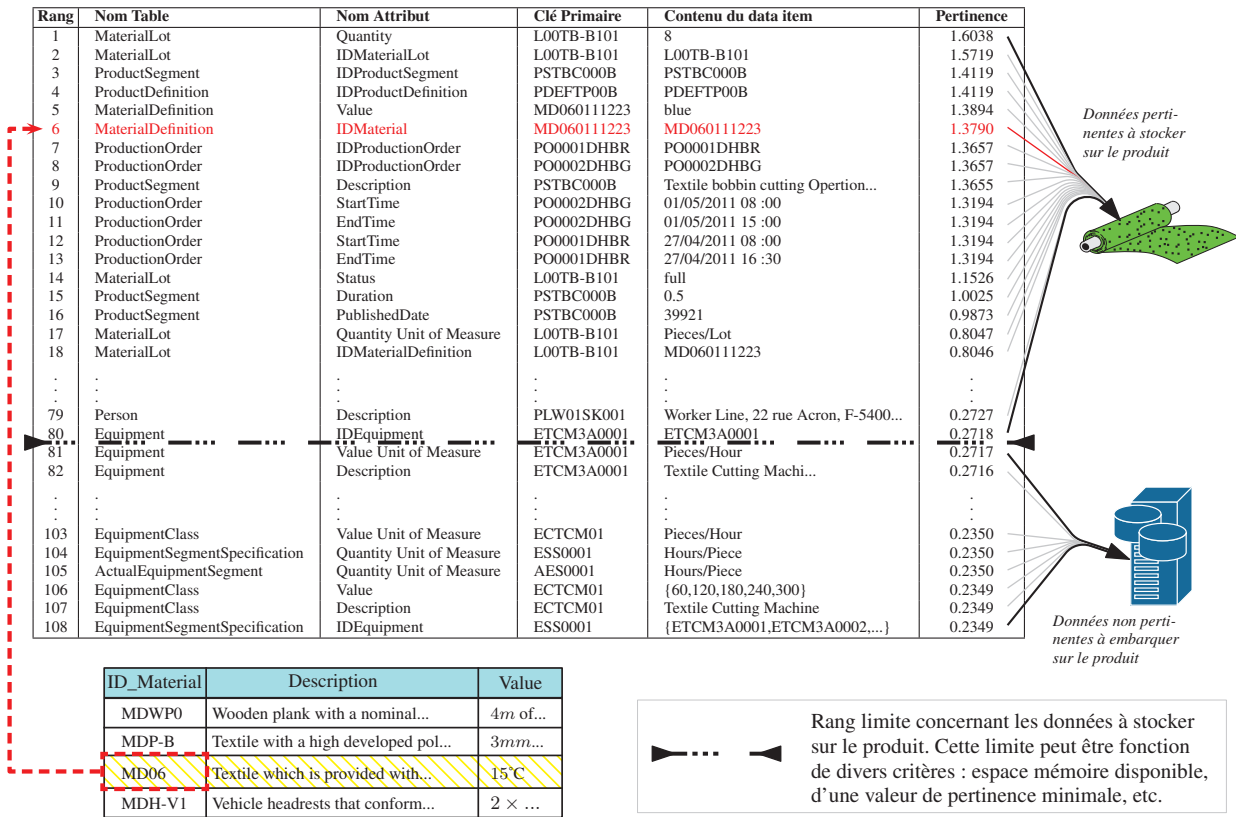 Rang Nom Table Nom Attribut Clé Primaire Contenu du data item Pertinence
1 MaterialLot Quantity L00TB-B101 8 1.6038
2 MaterialLot IDMaterialLot L00TB-B101 L00TB-B101 1.5719
3 ProductSegment IDProductSegment PSTBC000B PSTBC000B 1.4119
4 ProductDefinition IDProductDefinition PDEFTP00B PDEFTP00B 1.4119
5 MaterialDefinition Value MD060111223 blue 1.3894
6 MaterialDefinition IDMaterial MD060111223 MD060111223 1.3790
7 ProductionOrder IDProductionOrder PO0001DHBR PO0001DHBR 1.3657
8 ProductionOrder IDProductionOrder PO0002DHBG PO0002DHBG 1.3657
9 ProductSegment Description PSTBC000B Textile bobbin cutting Opertion... 1.3655
10 ProductionOrder StartTime PO0002DHBG 01/05/2011 08 :00 1.3194
11 ProductionOrder EndTime PO0002DHBG 01/05/2011 15 :00 1.3194
12 ProductionOrder StartTime PO0001DHBR 27/04/2011 08 :00 1.3194
13 ProductionOrder EndTime PO0001DHBR 27/04/2011 16 :30 1.3194
14 MaterialLot Status L00TB-B101 full 1.1526
15 ProductSegment Duration PSTBC000B 0.5 1.0025
16 ProductSegment PublishedDate PSTBC000B 39921 0.9873
17 MaterialLot Quantity Unit of Measure L00TB-B101 Pieces/Lot 0.8047
18 MaterialLot IDMaterialDefinition L00TB-B101 MD060111223 0.8046
. . . . . .
. . . . . .
. . . . . .
79 Person Description PLW01SK001 Worker Line, 22 rue Acron, F-5400... 0.2727
80 Equipment IDEquipment ETCM3A0001 ETCM3A0001 0.2718
81 Equipment Value Unit of Measure ETCM3A0001 Pieces/Hour 0.2717
82 Equipment Description ETCM3A0001 Textile Cutting Machi... 0.2716
. . . . . .
. . . . . .
. . . . . .
103 EquipmentClass Value Unit of Measure ECTCM01 Pieces/Hour 0.2350
104 EquipmentSegmentSpecification Quantity Unit of Measure ESS0001 Hours/Piece 0.2350
105 ActualEquipmentSegment Quantity Unit of Measure AES0001 Hours/Piece 0.2350
106 EquipmentClass Value ECTCM01 {60,120,180,240,300} 0.2349
107 EquipmentClass Description ECTCM01 Textile Cutting Machine 0.2349
108 EquipmentSegmentSpecification IDEquipment ESS0001 {ETCM3A0001,ETCM3A0002,...} 0.2349
Données perti-
nentes à stocker
sur le produit
Données non perti-
nentes à embarquer
sur le produit
ID_Material Description Value
MDWP0 Wooden plank with a nominal... 4m of...
MDP-B Textile with a high developed pol... 3mm...
MD06 Textile which is provided with... 15°C
MDH-V1 Vehicle headrests that conform... 2 × ...
Rang limite concernant les données à stocker
sur le produit. Cette limite peut être fonction
de divers critères : espace mémoire disponible,
d'une valeur de pertinence minimale, etc.